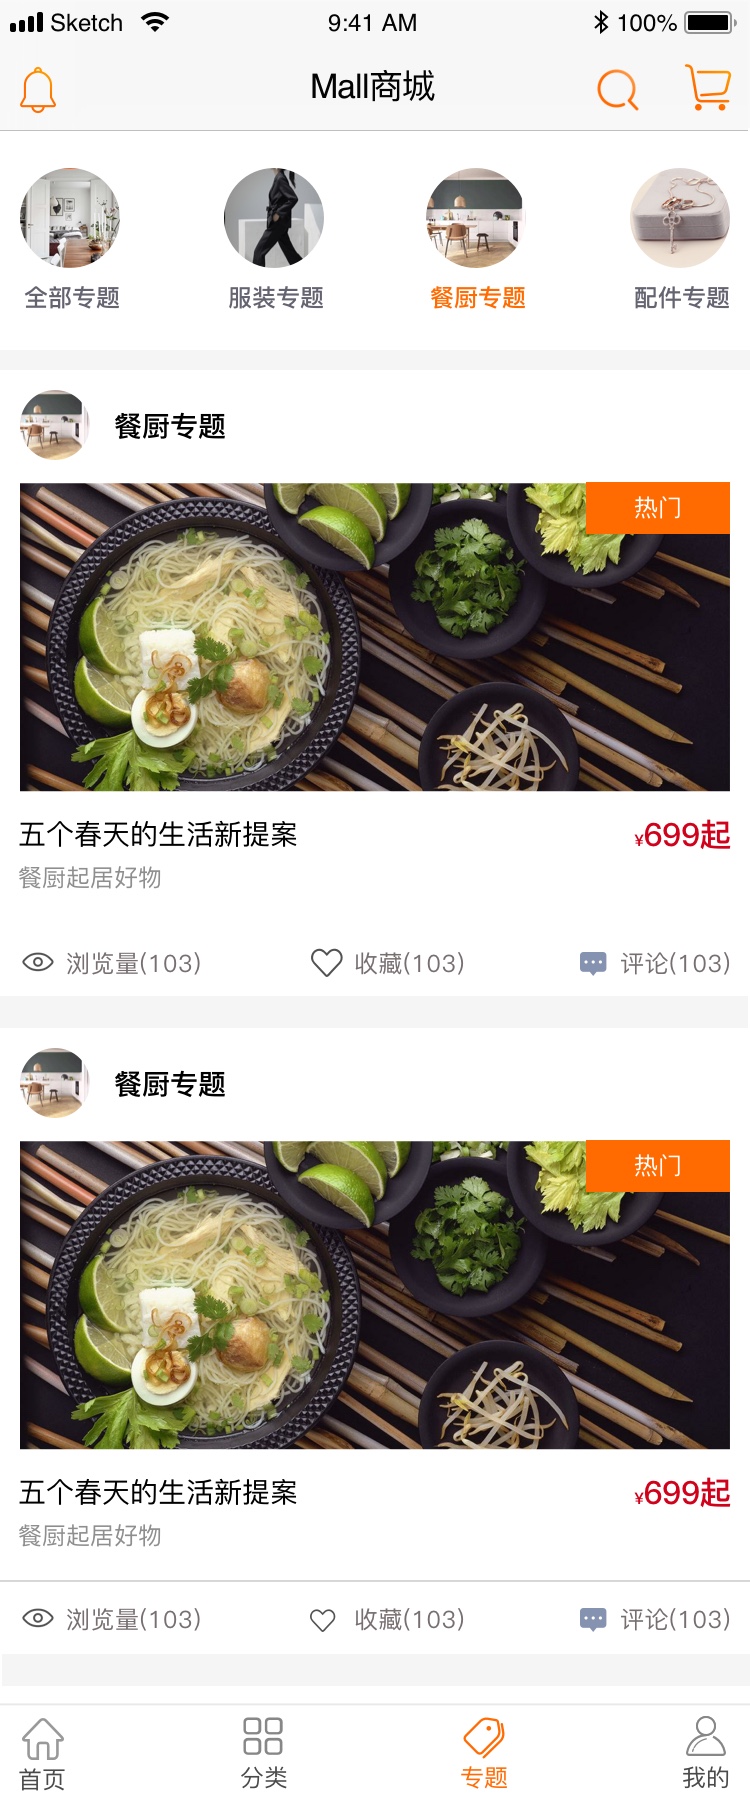 Sketch 9:41 AM 100%
Mall商城
全部专题 服装专题 餐厨专题 配件专题
餐厨专题
热门
五个春天的生活新提案 ¥699起
餐厨起居好物
浏览量(103) 收藏(103) 评论(103)
餐厨专题
热门
五个春天的生活新提案 ¥699起
餐厨起居好物
浏览量(103) 收藏(103) 评论(103)
首页 分类 专题 我的